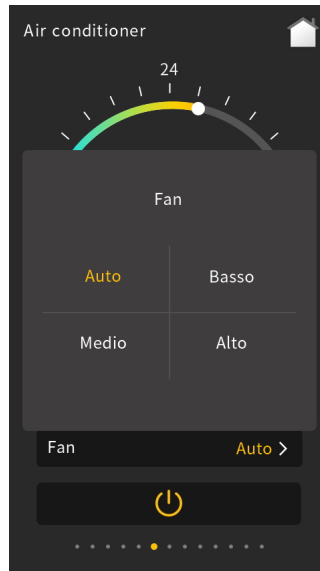 Air conditioner
24
Fan
Auto Basso
Medio Alto
Fan Auto